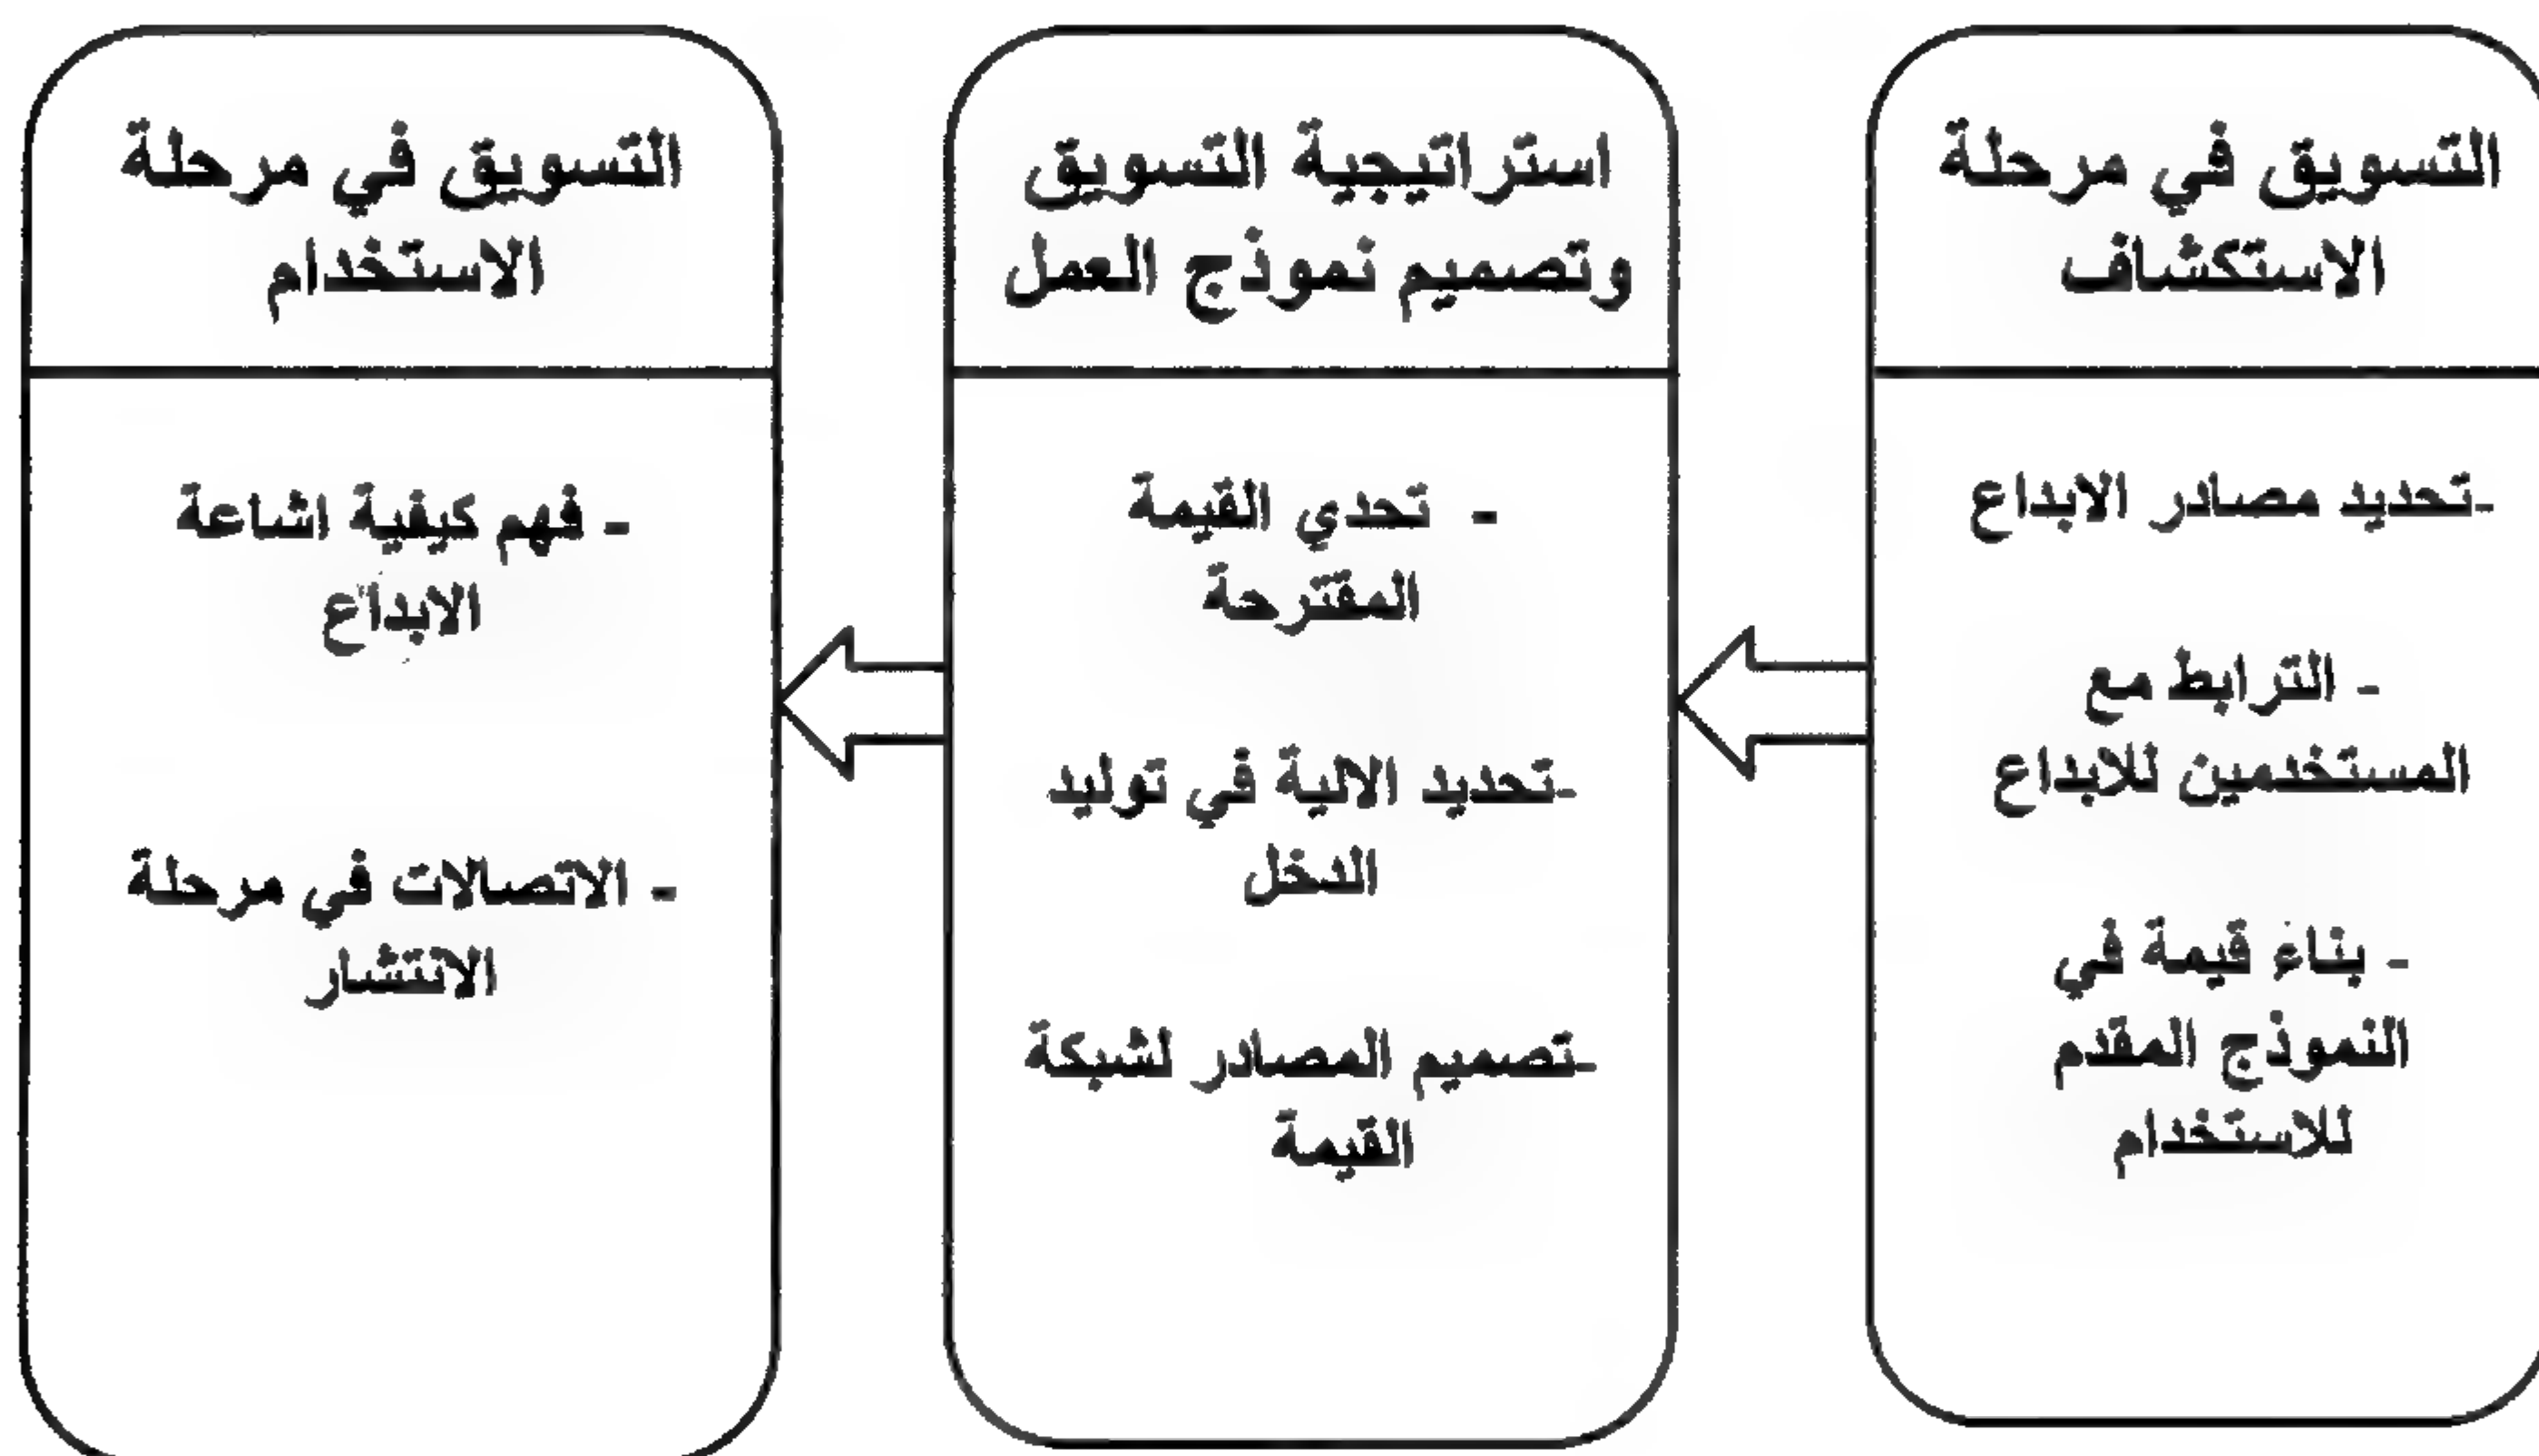 التسويق في مرحلة
الاستكشاف
-تحديد مصادر الابداع
- الترابط مع
المستخدمين للابداع
- بناء قيمة في
النموذج المقدم
للاستخدام
استراتيجية التسويق
وتصميم نموذج العمل
- تحدي القيمة
المقترحة
-تحديد الالية في توليد
الدخل
-تصميم المصادر لشبكة
القيمة
التسويق في مرحلة
الاستخدام
- فهم كيفية اشاعة
الابداع
- الاتصالات في مرحلة
الانتشار